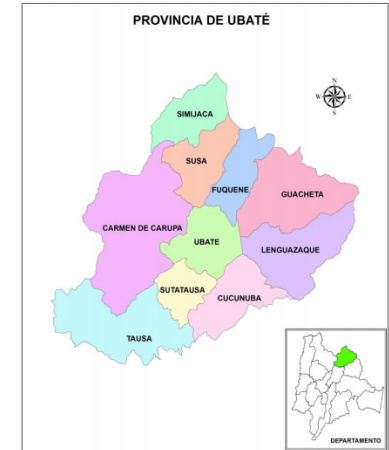 PROVINCIA DE UBATÉ
N
W E
S
SIMIJACA
SUSA
FUQUENE
GUACHETA
CARMEN DE CARUPA
UBATE
LENGUAZAQUE
SUTATAUSA
CUCUNUBA
TAUSA
DEPARTAMENTO